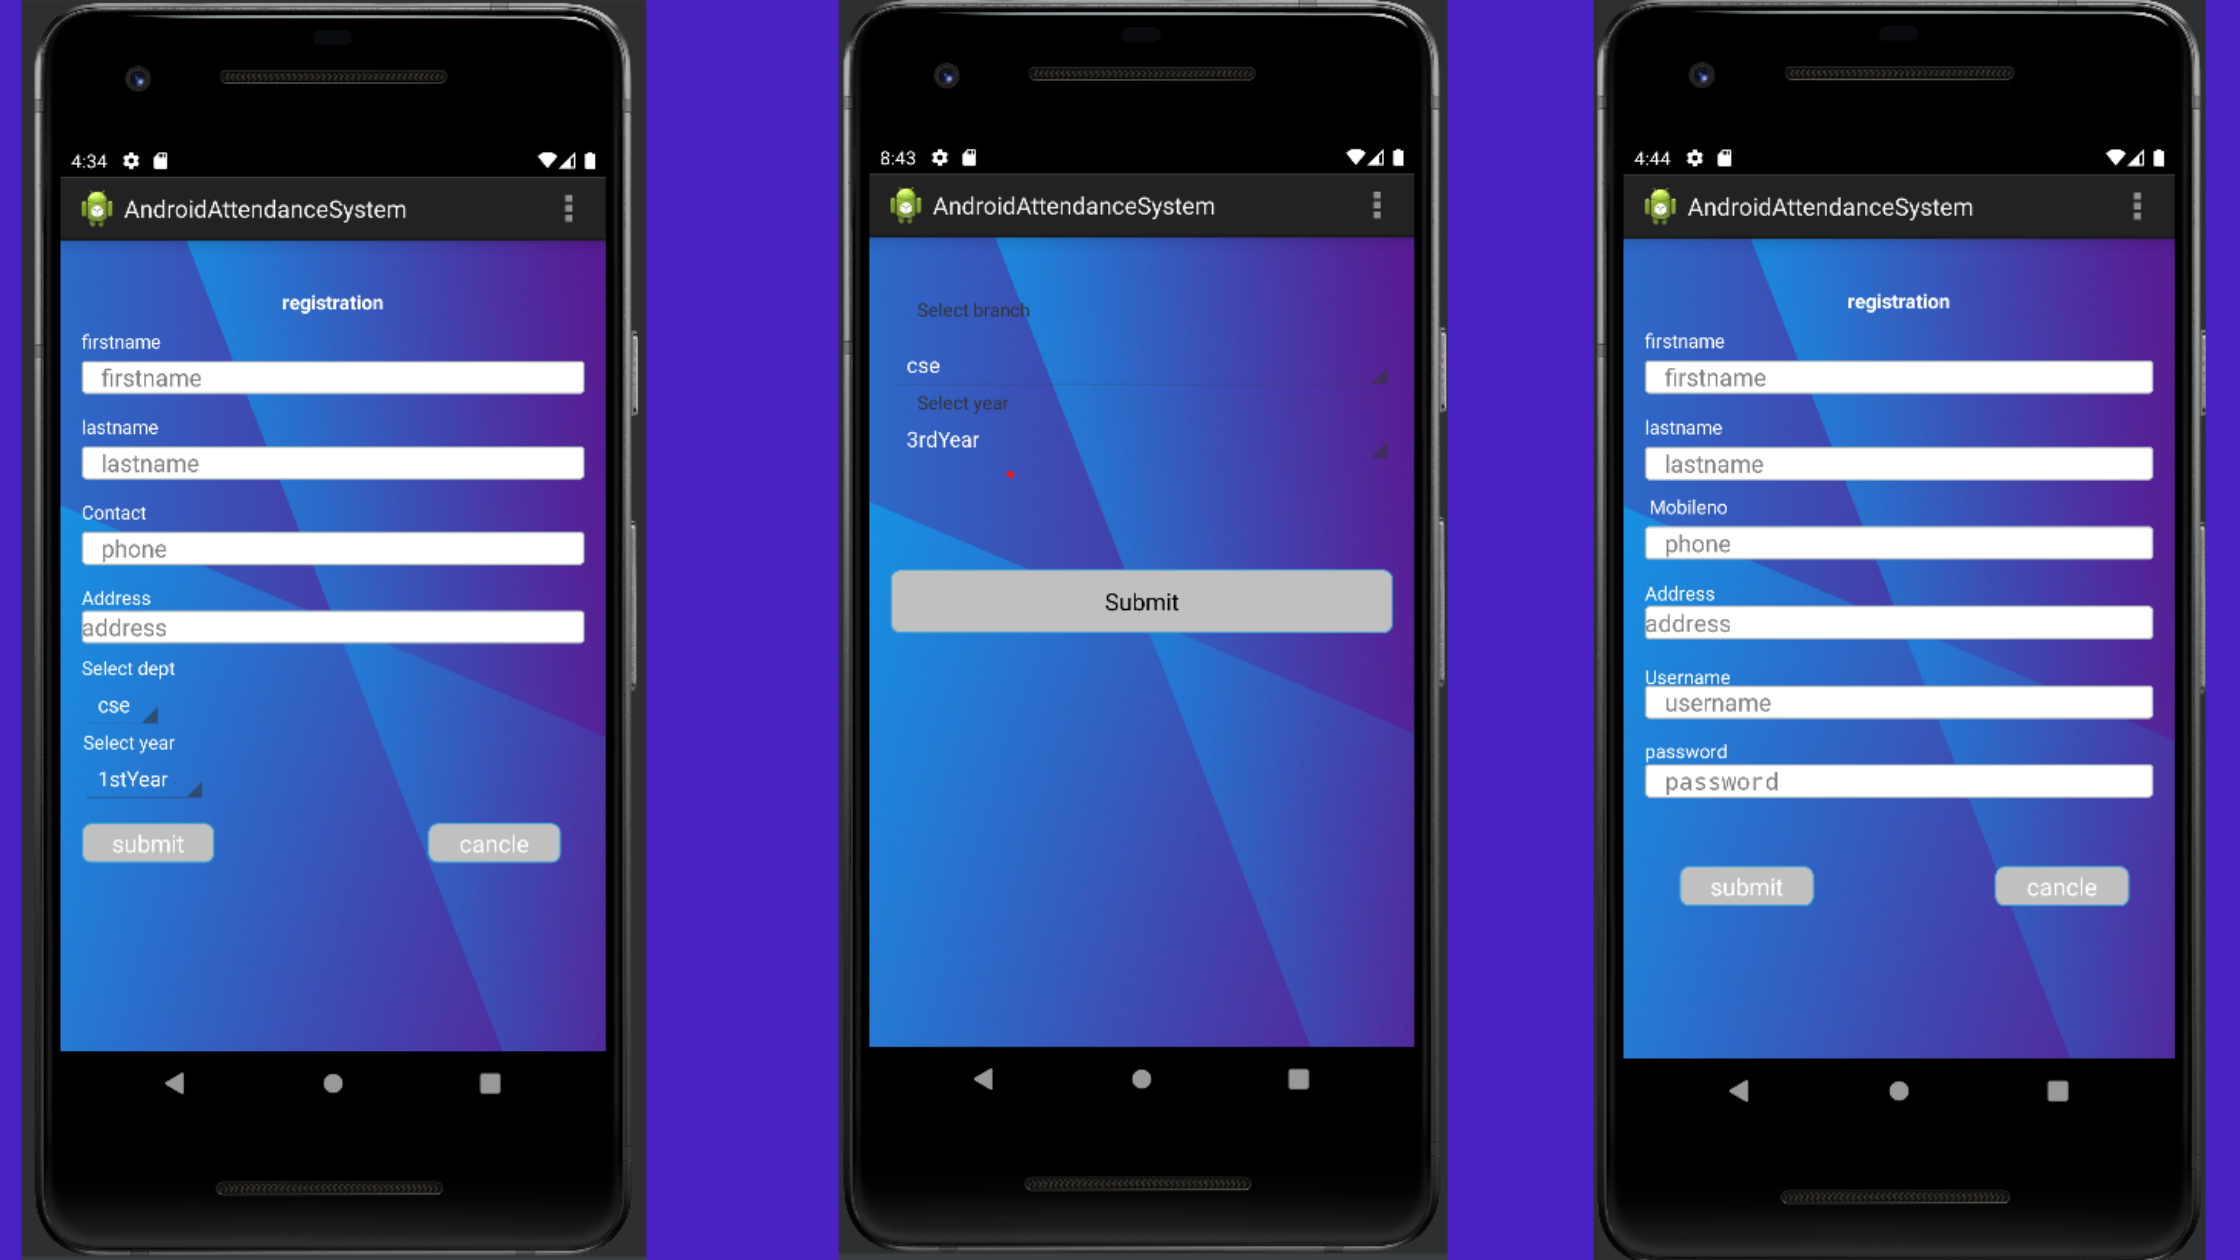 4:34
AndroidAttendanceSystem
registration
firstname
firstname
lastname
lastname
Contact
phone
Address
address
Select dept
cse
Select year
1stYear
submit
cancle
8:43
AndroidAttendanceSystem
Select branch
cse
Select year
3rdYear
Submit
4:44
AndroidAttendanceSystem
registration
firstname
firstname
lastname
lastname
Mobileno
phone
Address
address
Username
username
password
password
submit
cancle